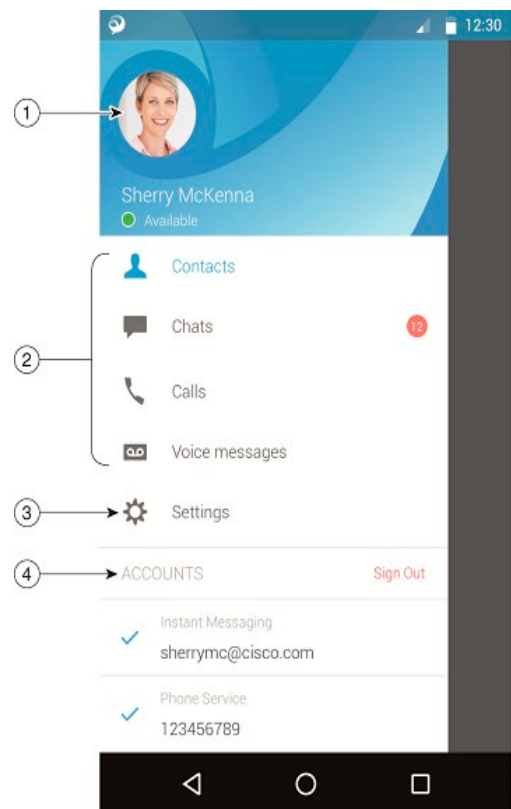 12:30
1
Sherry McKenna
Available
Contacts
2
Chats
12
Calls
Voice messages
3
Settings
4
ACCOUNTS Sign Out
Instant Messaging
sherrymc@cisco.com
Phone Service
123456789